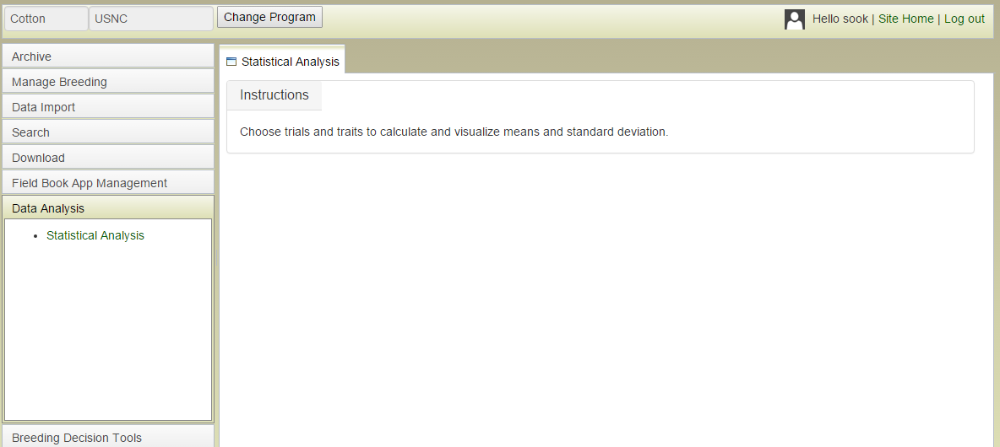 Cotton USNC Change Program Hello sook | Site Home | Log out
Archive
Manage Breeding
Data Import
Search
Download
Field Book App Management
Data Analysis
• Statistical Analysis
Breeding Decision Tools
Statistical Analysis
Instructions
Choose trials and traits to calculate and visualize means and standard deviation.